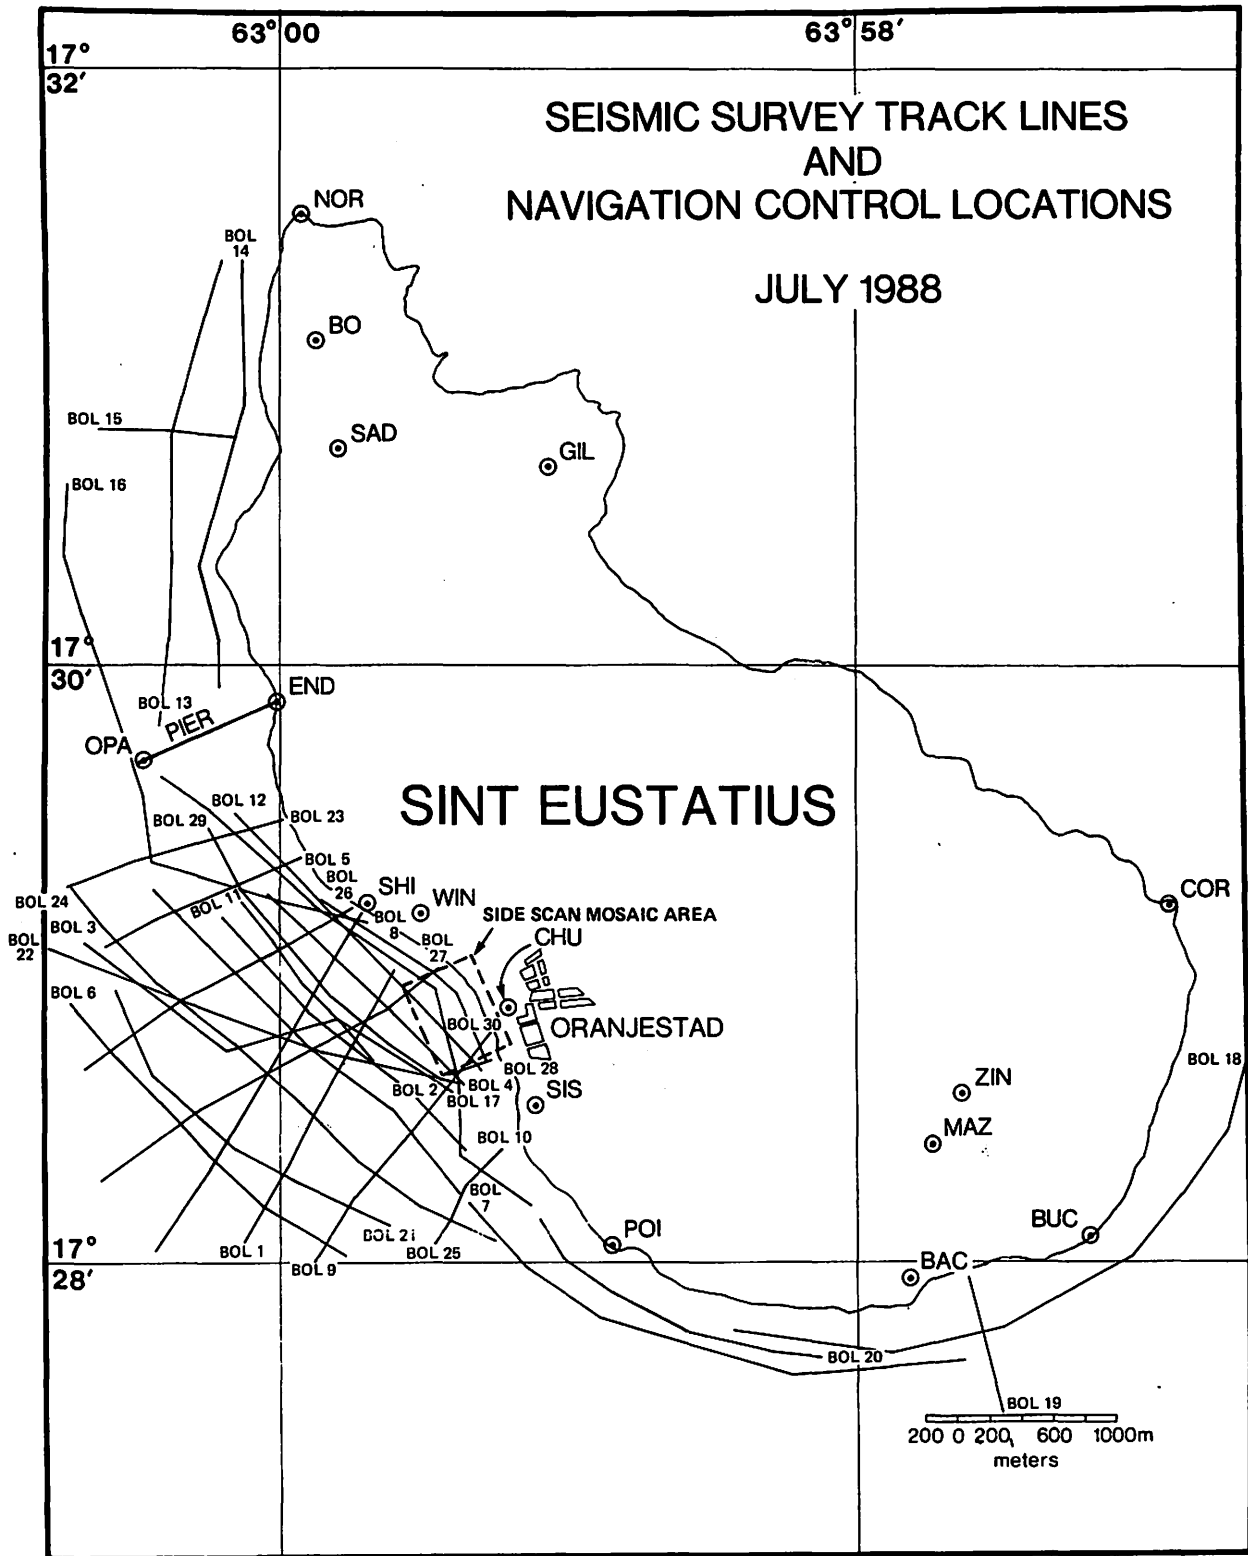 63° 00
63° 58'
17°
32'
SEISMIC SURVEY TRACK LINES
AND
NAVIGATION CONTROL LOCATIONS
JULY 1988
NOR
BOL
14
BO
BOL 15
SAD
GIL
BOL 16
17°
30'
END
BOL 13
PIER
OPA
SINT EUSTATIUS
BOL 12
BOL 23
BOL 29
BOL 5
BOL
26
SHI
WIN
COR
BOL 24
BOL 11
BOL 3
BOL
8
SIDE SCAN MOSAIC AREA
BOL
22
BOL
27
CHU
BOL 6
BOL 30
ORANJESTAD
BOL 18
BOL 28
BOL 2
BOL 4
BOL 17
SIS
ZIN
MAZ
BOL 10
BOL
7
BUC
POI
BOL 21
BOL 1
BOL 25
BOL 9
17°
28'
BAC
BOL 20
BOL 19
200 0 200 600 1000m
meters